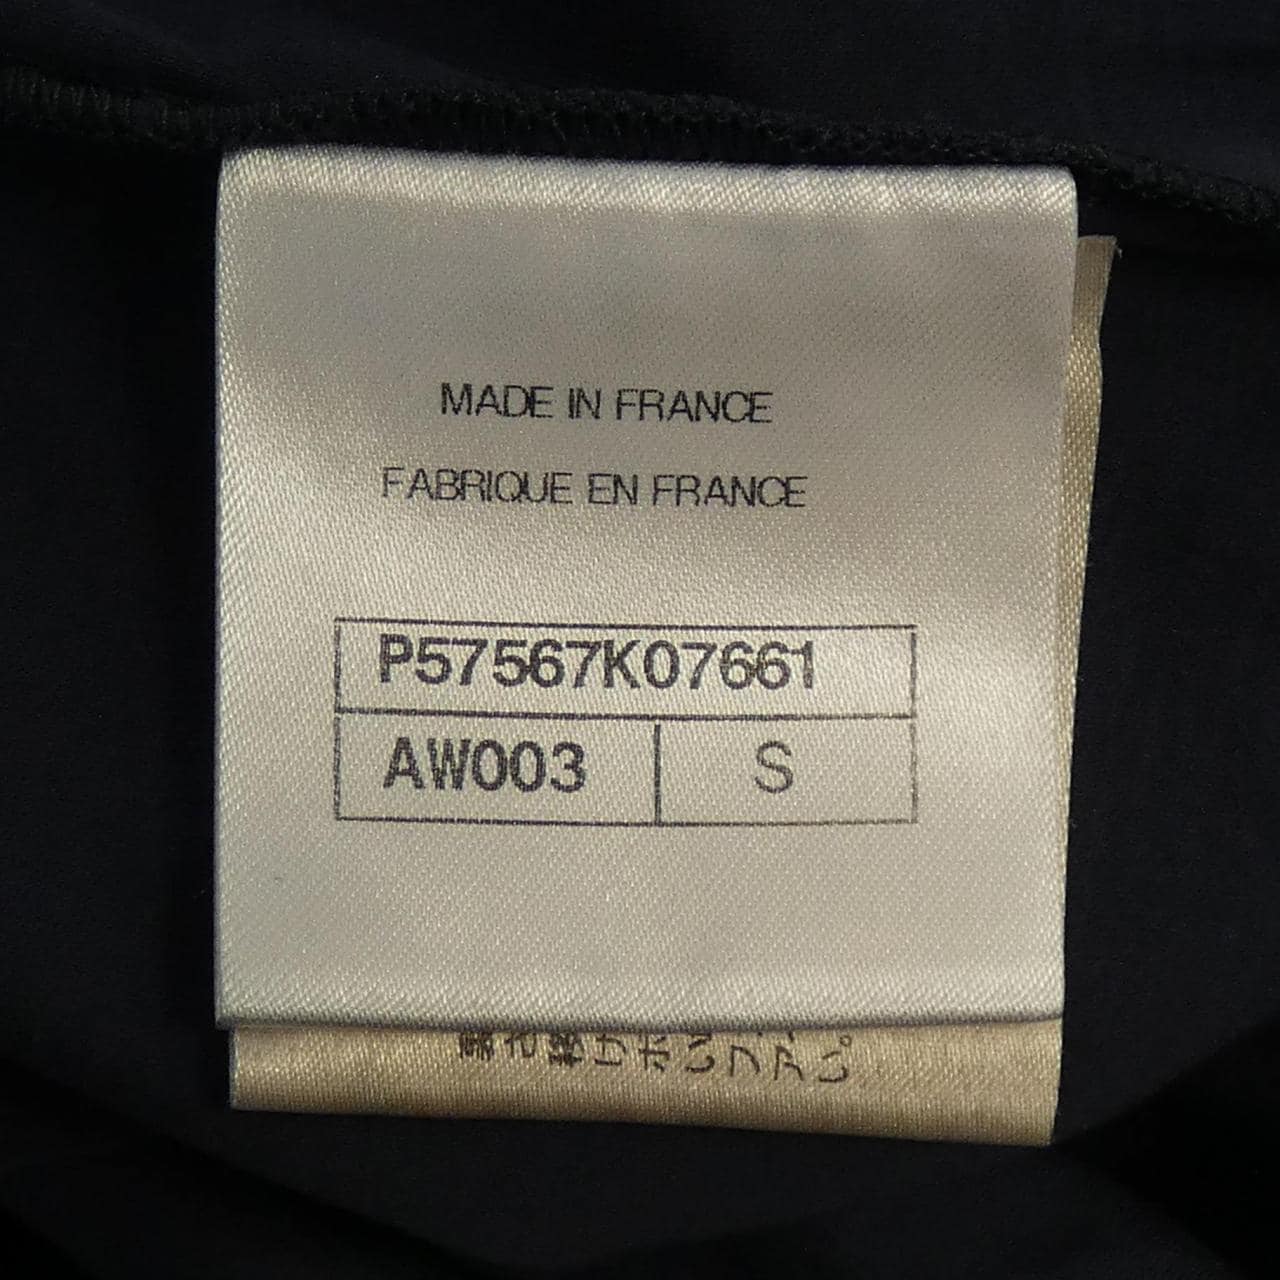 MADE IN FRANCE
FABRIQUE EN FRANCE
P57567K07661
AW003 S